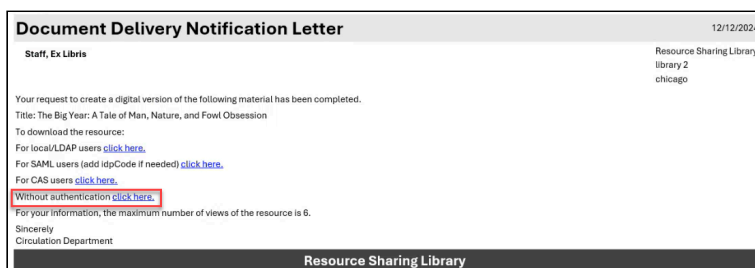 Document Delivery Notification Letter
12/12/2024
Staff, Ex Libris
Resource Sharing Library
library 2
chicago
Your request to create a digital version of the following material has been completed.
Title: The Big Year: A Tale of Man, Nature, and Fowl Obsession
To download the resource:
For local/LDAP users click here.
For SAML users (add idpCode if needed) click here.
For CAS users click here.
Without authentication click here.
For your information, the maximum number of views of the resource is 6.
Sincerely
Circulation Department
Resource Sharing Library